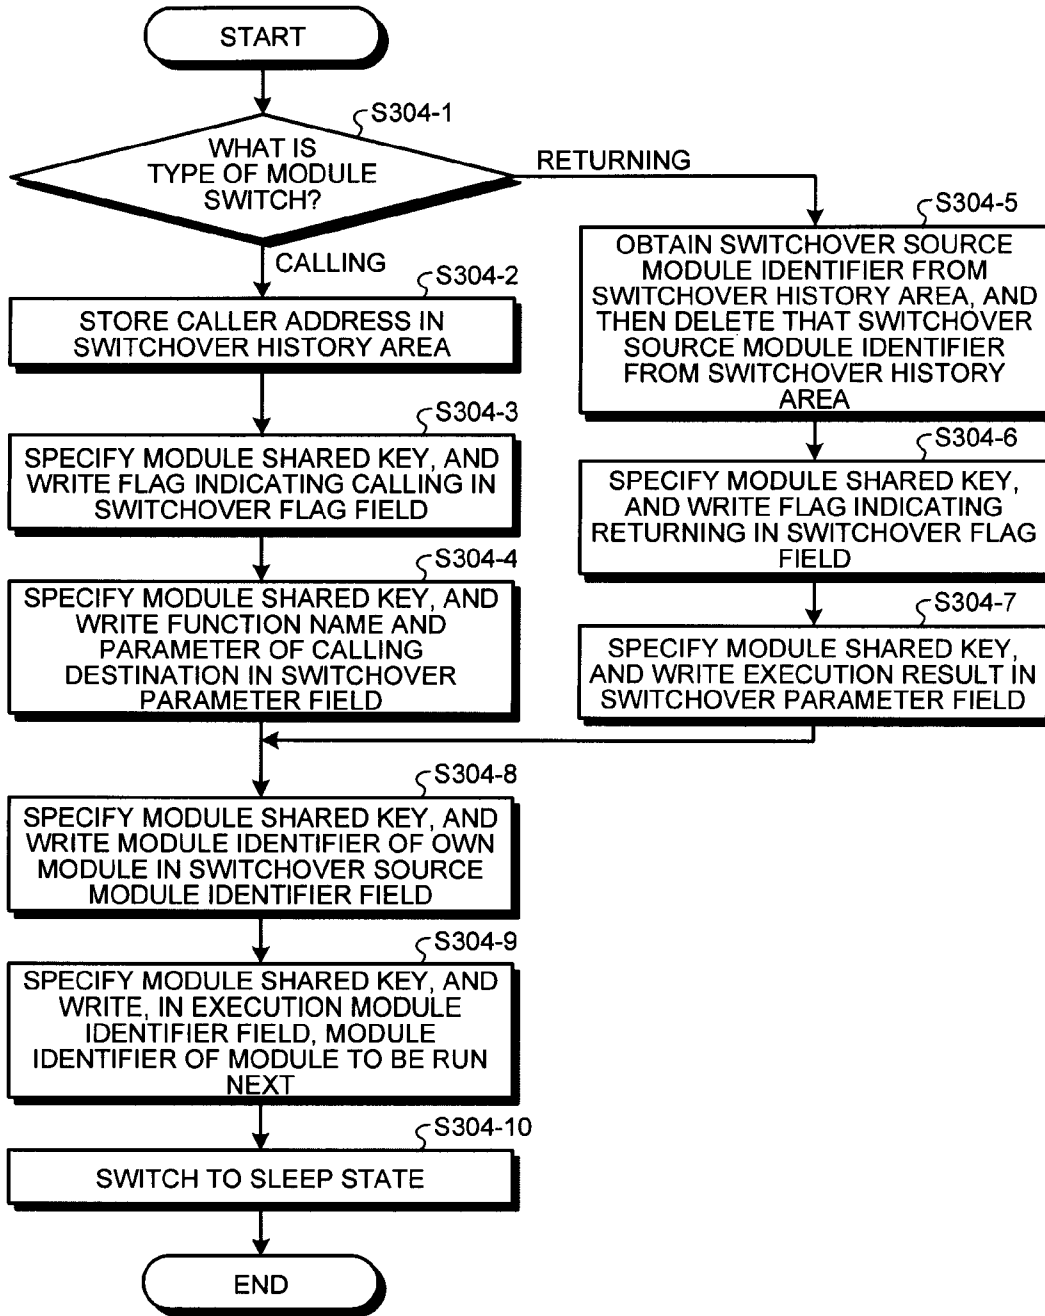 START
S304-1
WHAT IS
TYPE OF MODULE
SWITCH?
RETURNING
CALLING
S304-2
STORE CALLER ADDRESS IN
SWITCHOVER HISTORY AREA
S304-3
SPECIFY MODULE SHARED KEY, AND
WRITE FLAG INDICATING CALLING IN
SWITCHOVER FLAG FIELD
S304-4
SPECIFY MODULE SHARED KEY, AND
WRITE FUNCTION NAME AND
PARAMETER OF CALLING
DESTINATION IN SWITCHOVER
PARAMETER FIELD
S304-5
OBTAIN SWITCHOVER SOURCE
MODULE IDENTIFIER FROM
SWITCHOVER HISTORY AREA, AND
THEN DELETE THAT SWITCHOVER
SOURCE MODULE IDENTIFIER
FROM SWITCHOVER HISTORY
AREA
S304-6
SPECIFY MODULE SHARED KEY,
AND WRITE FLAG INDICATING
RETURNING IN SWITCHOVER FLAG
FIELD
S304-7
SPECIFY MODULE SHARED KEY,
AND WRITE EXECUTION RESULT IN
SWITCHOVER PARAMETER FIELD
S304-8
SPECIFY MODULE SHARED KEY, AND
WRITE MODULE IDENTIFIER OF OWN
MODULE IN SWITCHOVER SOURCE
MODULE IDENTIFIER FIELD
S304-9
SPECIFY MODULE SHARED KEY, AND
WRITE, IN EXECUTION MODULE
IDENTIFIER FIELD, MODULE
IDENTIFIER OF MODULE TO BE RUN
NEXT
S304-10
SWITCH TO SLEEP STATE
END